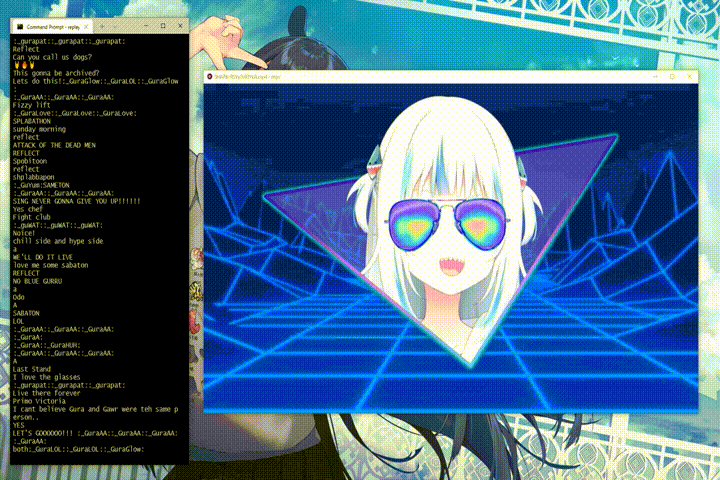 Command Prompt - replay
:_gurapat::_gurapat::_gurapat:
Reflect
Can you call us dogs?
This gonna be archived?
Lets do this!:_GuraGlow::_GuraLOL::_GuraGlow
:
:_GuraAA::_GuraAA::_GuraAA:
Fizzy lift
:_GuraLove::_GuraLove::_GuraLove:
SPLABATHON
sunday morning
reflect
ATTACK OF THE DEAD MEN
REFLECT
Spobitoon
reflect
shplabbapon
:_GuYum:SAMETON
:_GuraAA::_GuraAA::_GuraAA:
SING NEVER GONNA GIVE YOU UP!!!!!!
Yes chef
Fight club
:_guWAT::_guWAT::_guWAT:
Noice!
chill side and hype side
a
WE'LL DO IT LIVE
love me some sabaton
REFLECT
NO BLUE GURRU
a
Odo
A
SABATON
LOL
:_GuraAA::_GuraAA::_GuraAA:
:_GuraA:
:_GuraA::_GuraHUH:
:_GuraAA::_GuraAA::_GuraAA:
A
Last Stand
I love the glasses
:_gurapat::_gurapat::_gurapat:
Live there forever
Primo Victoria
I cant believe Gura and Gawr were teh same p
erson..
YES
LET'S GOOOOOO!!! :_GuraAA::_GuraAA::_GuraAA:
:_GuraAA:
both:_GuraLOL::_GuraLOL::_GuraGlow: